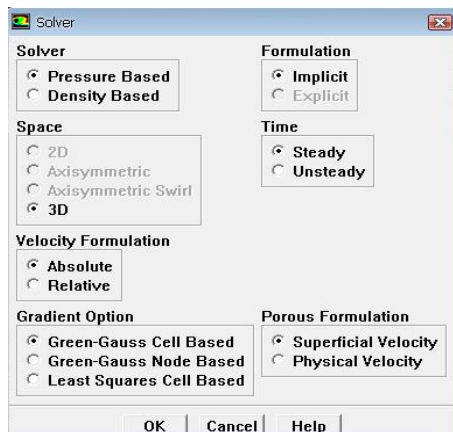 Solver
Solver
Pressure Based
Density Based
Formulation
Implicit
Explicit
Space
2D
Axisymmetric
Axisymmetric Swirl
3D
Time
Steady
Unsteady
Velocity Formulation
Absolute
Relative
Gradient Option
Green-Gauss Cell Based
Green-Gauss Node Based
Least Squares Cell Based
Porous Formulation
Superficial Velocity
Physical Velocity
OK Cancel Help